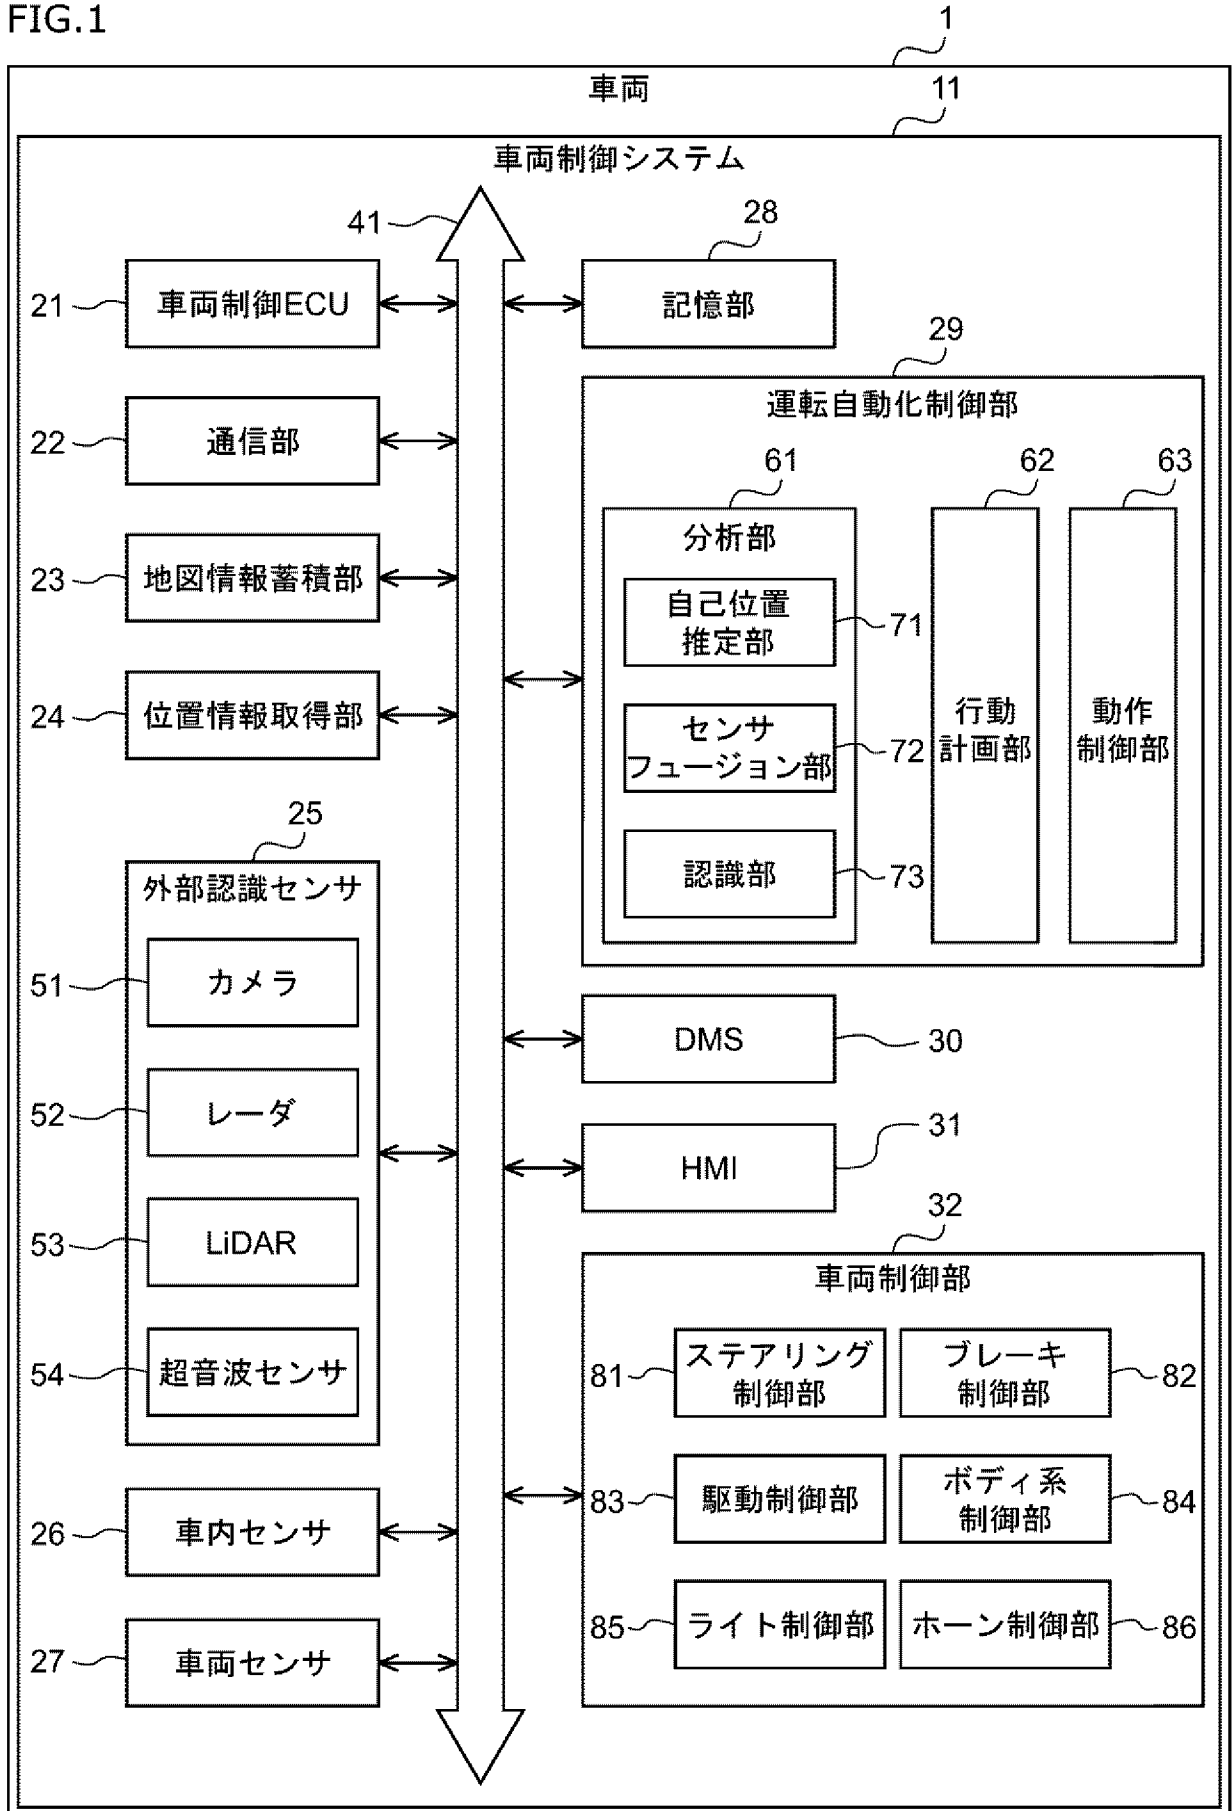 FIG.1
1
車両
11
車両制御システム
41
21
車両制御ECU
22
通信部
23
地図情報蓄積部
24
位置情報取得部
25
外部認識センサ
51
カメラ
52
レーダ
53
LiDAR
54
超音波センサ
26
車内センサ
27
車両センサ
28
記憶部
29
運転自動化制御部
61
分析部
自己位置
推定部
71
センサ
フュージョン部
72
認識部
73
62
行動
計画部
63
動作
制御部
DMS
30
HMI
31
32
車両制御部
81
ステアリング
制御部
ブレーキ
制御部
82
83
駆動制御部
ボディ系
制御部
84
85
ライト制御部
ホーン制御部
86